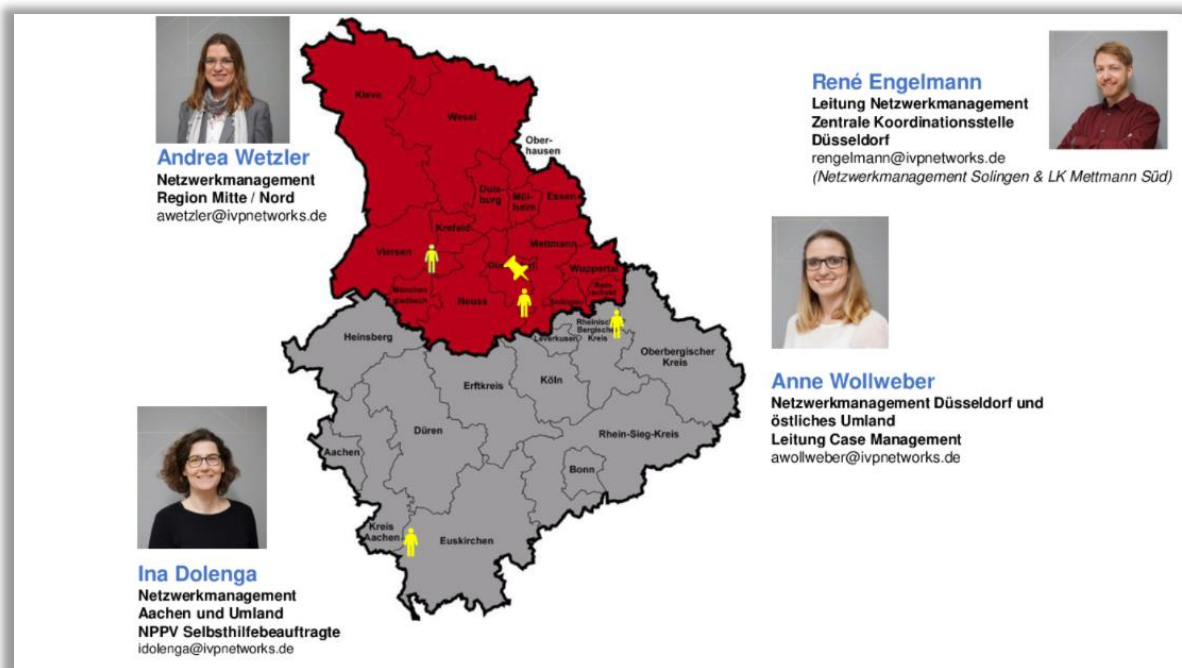 Andrea Wetzler
Netzwerkmanagement
Region Mitte / Nord
awetzler@ivpnetworks.de
René Engelmann
Leitung Netzwerkmanagement
Zentrale Koordinationsstelle
Düsseldorf
rengelmann@ivpnetworks.de
(Netzwerkmanagement Solingen & LK Mettmann Süd)
Anne Wollweber
Netzwerkmanagement Düsseldorf und
östliches Umland
Leitung Case Management
awollweber@ivpnetworks.de
Ina Dolenga
Netzwerkmanagement
Aachen und Umland
NPPV Selbsthilfebeauftragte
idolenga@ivpnetworks.de
Kleve
Wesel
Ober-
hausen
Duis-
burg
Mül-
heim
Essen
Krefeld
Viersen
Mettmann
Wuppertal
Rem-
scheid
Solingen
München
gladbach
Neuss
Heinsberg
Leverkusen
Rheinisch
Bergischer
Kreis
Oberbergischer
Kreis
Erftkreis
Köln
Düren
Rhein-Sieg-Kreis
Aachen
Bonn
Kreis
Aachen
Euskirchen